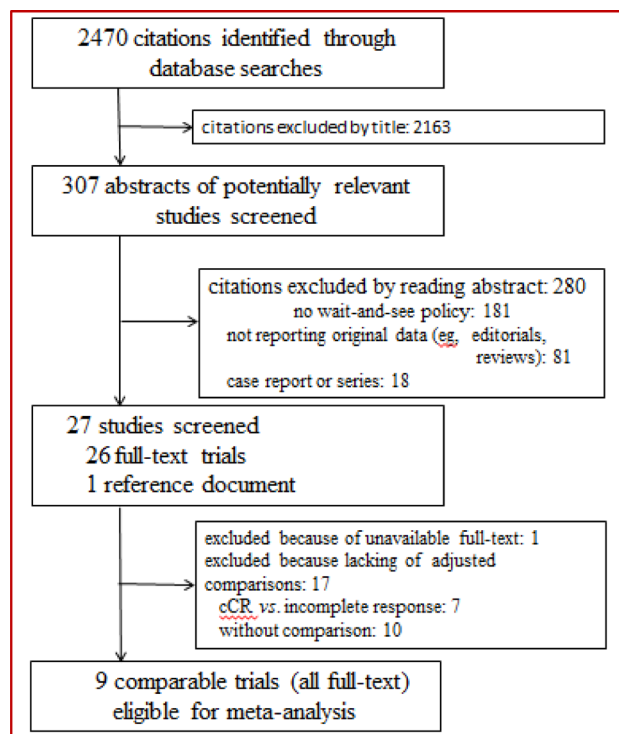 2470 citations identified through
database searches
citations excluded by title: 2163
307 abstracts of potentially relevant
studies screened
citations excluded by reading abstract: 280
no wait-and-see policy: 181
not reporting original data (eg, editorials,
reviews): 81
case report or series: 18
27 studies screened
26 full-text trials
1 reference document
excluded because of unavailable full-text: 1
excluded because lacking of adjusted
comparisons: 17
cCR vs. incomplete response: 7
without comparison: 10
9 comparable trials (all full-text)
eligible for meta-analysis